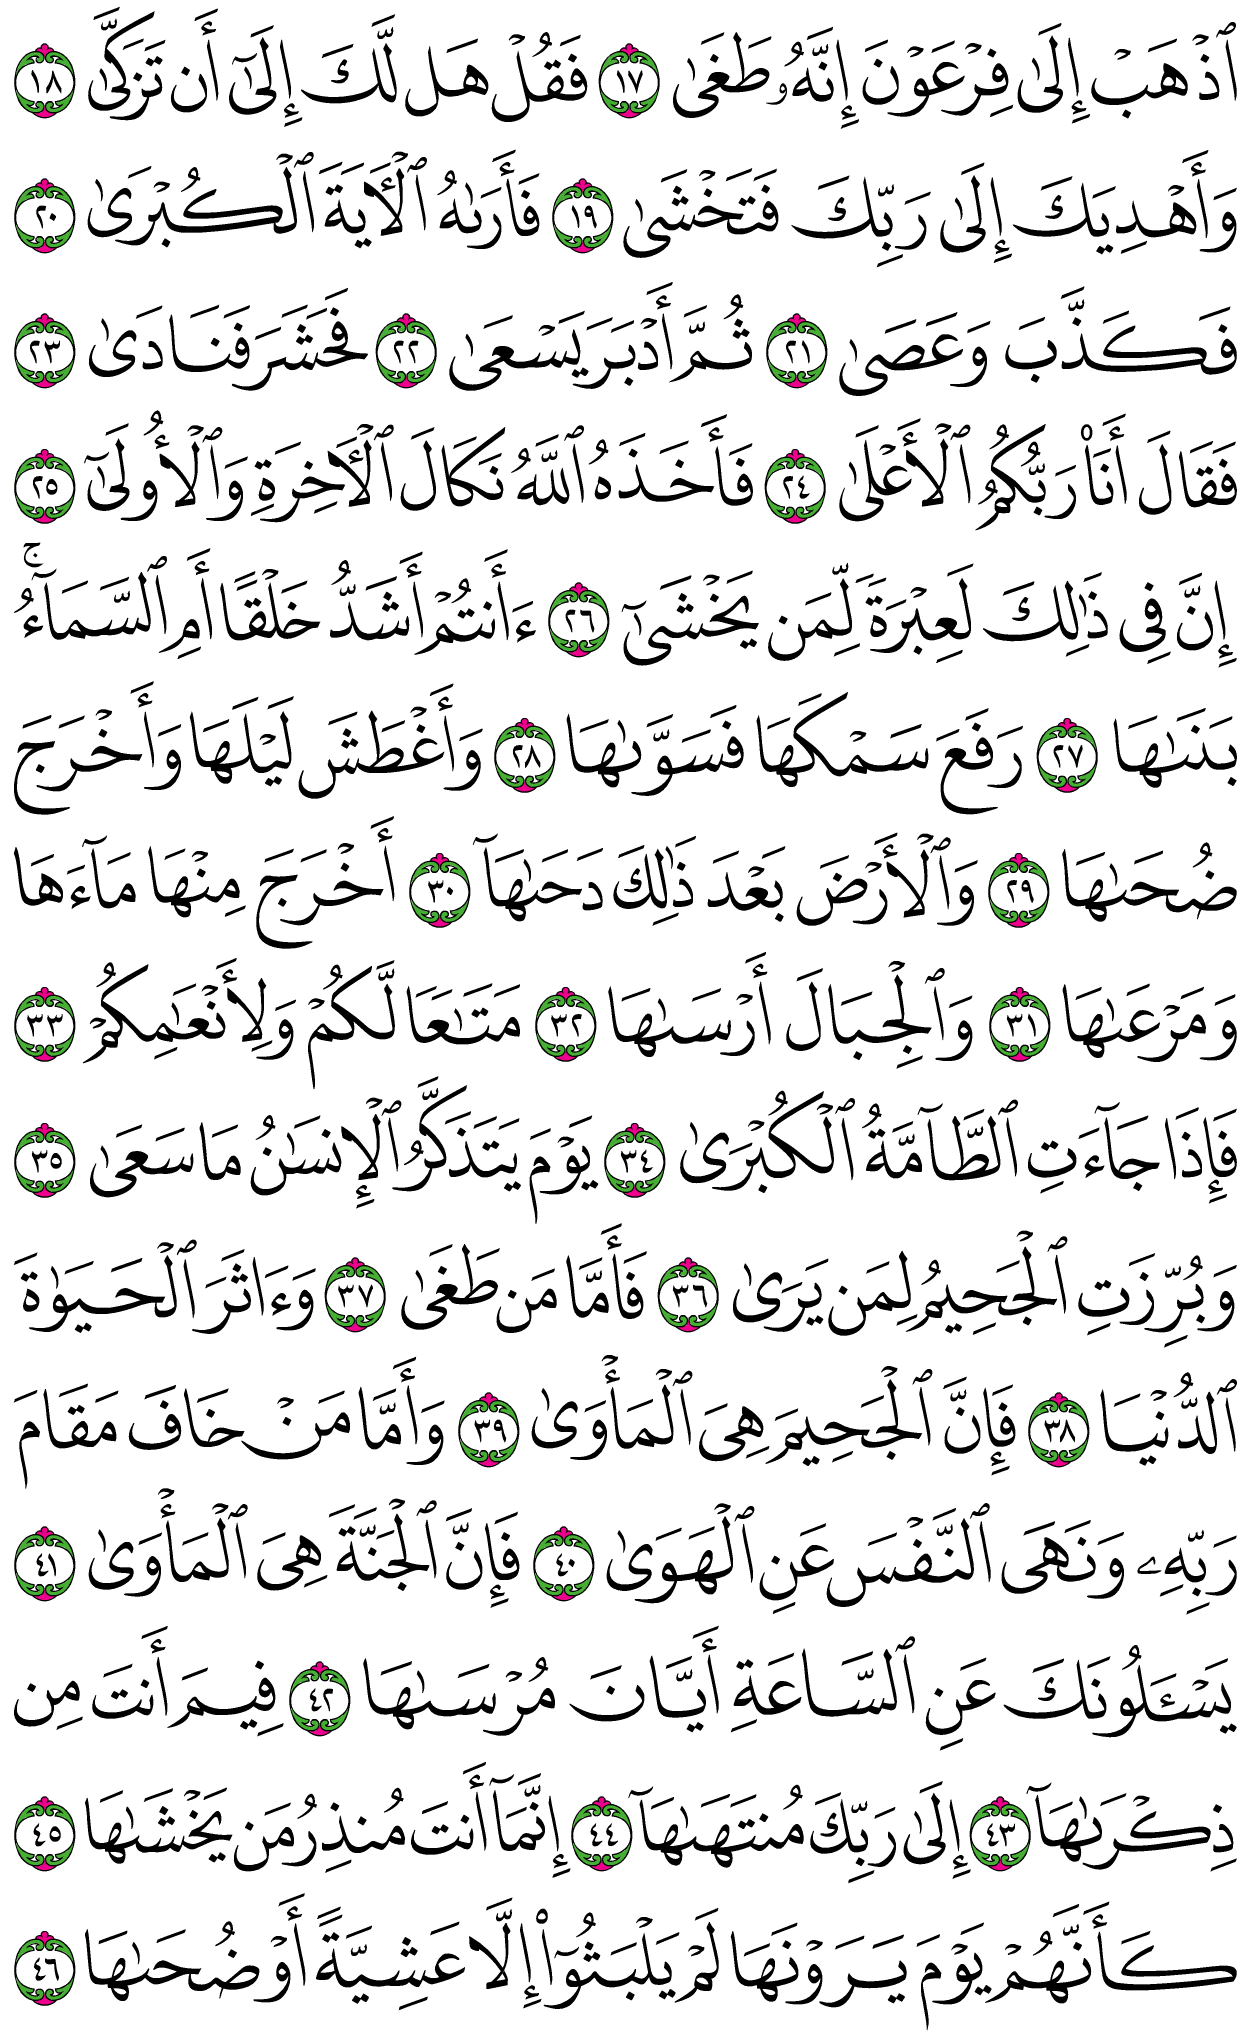 ٱذۡهَبۡ إِلَىٰ فِرۡعَوۡنَ إِنَّهُۥ طَغَىٰ ١٧ فَقُلۡ هَل لَّكَ إِلَىٰٓ أَن تَزَكَّىٰ ١٨
وَأَهۡدِيَكَ إِلَىٰ رَبِّكَ فَتَخۡشَىٰ ١٩ فَأَرَىٰهُ ٱلۡأٓيَةَ ٱلۡكُبۡرَىٰ ٢٠
فَكَذَّبَ وَعَصَىٰ ٢١ ثُمَّ أَدۡبَرَ يَسۡعَىٰ ٢٢ فَحَشَرَ فَنَادَىٰ ٢٣
فَقَالَ أَنَا۠ رَبُّكُمُ ٱلۡأَعۡلَىٰ ٢٤ فَأَخَذَهُ ٱللَّهُ نَكَالَ ٱلۡأٓخِرَةِ وَٱلۡأُولَىٰٓ ٢٥
إِنَّ فِي ذَٰلِكَ لَعِبۡرَةٗ لِّمَن يَخۡشَىٰٓ ٢٦ ءَأَنتُمۡ أَشَدُّ خَلۡقًا أَمِ ٱلسَّمَآءُۚ
بَنَىٰهَا ٢٧ رَفَعَ سَمۡكَهَا فَسَوَّىٰهَا ٢٨ وَأَغۡطَشَ لَيۡلَهَا وَأَخۡرَجَ
ضُحَىٰهَا ٢٩ وَٱلۡأَرۡضَ بَعۡدَ ذَٰلِكَ دَحَىٰهَآ ٣٠ أَخۡرَجَ مِنۡهَا مَآءَهَا
وَمَرۡعَىٰهَا ٣١ وَٱلۡجِبَالَ أَرۡسَىٰهَا ٣٢ مَتَٰعٗا لَّكُمۡ وَلِأَنۡعَٰمِكُمۡ ٣٣
فَإِذَا جَآءَتِ ٱلطَّآمَّةُ ٱلۡكُبۡرَىٰ ٣٤ يَوۡمَ يَتَذَكَّرُ ٱلۡإِنسَٰنُ مَا سَعَىٰ ٣٥
وَبُرِّزَتِ ٱلۡجَحِيمُ لِمَن يَرَىٰ ٣٦ فَأَمَّا مَن طَغَىٰ ٣٧ وَءَاثَرَ ٱلۡحَيَوٰةَ
ٱلدُّنۡيَا ٣٨ فَإِنَّ ٱلۡجَحِيمَ هِيَ ٱلۡمَأۡوَىٰ ٣٩ وَأَمَّا مَنۡ خَافَ مَقَامَ
رَبِّهِۦ وَنَهَى ٱلنَّفۡسَ عَنِ ٱلۡهَوَىٰ ٤٠ فَإِنَّ ٱلۡجَنَّةَ هِيَ ٱلۡمَأۡوَىٰ ٤١
يَسۡـَٔلُونَكَ عَنِ ٱلسَّاعَةِ أَيَّانَ مُرۡسَىٰهَا ٤٢ فِيمَ أَنتَ مِن
ذِكۡرَىٰهَآ ٤٣ إِلَىٰ رَبِّكَ مُنتَهَىٰهَآ ٤٤ إِنَّمَآ أَنتَ مُنذِرُ مَن يَخۡشَىٰهَا ٤٥
كَأَنَّهُمۡ يَوۡمَ يَرَوۡنَهَا لَمۡ يَلۡبَثُوٓاْ إِلَّا عَشِيَّةً أَوۡ ضُحَىٰهَا ٤٦